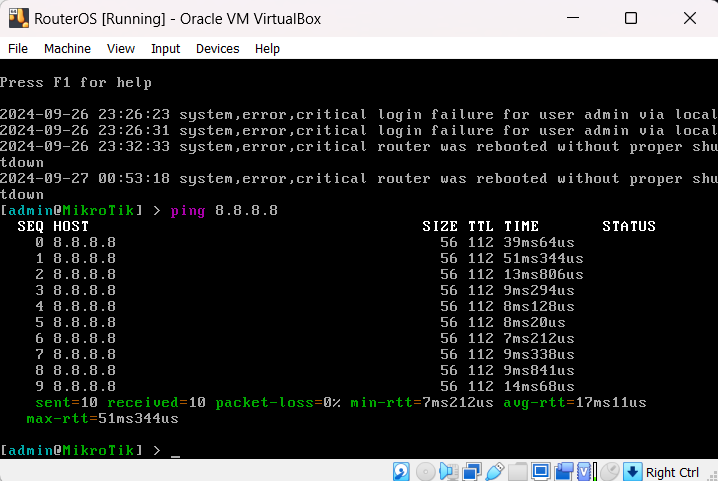 RouterOS [Running] - Oracle VM VirtualBox
File Machine View Input Devices Help
Press F1 for help
2024-09-26 23:26:23 system,error,critical login failure for user admin via local
2024-09-26 23:26:31 system,error,critical login failure for user admin via local
2024-09-26 23:32:33 system,error,critical router was rebooted without proper shu
tdown
2024-09-27 00:53:18 system,error,critical router was rebooted without proper shu
tdown
[admin@MikroTik] > ping 8.8.8.8
SEQ HOST SIZE TTL TIME STATUS
0 8.8.8.8 56 112 39ms64us
1 8.8.8.8 56 112 51ms344us
2 8.8.8.8 56 112 13ms806us
3 8.8.8.8 56 112 9ms294us
4 8.8.8.8 56 112 8ms128us
5 8.8.8.8 56 112 8ms20us
6 8.8.8.8 56 112 7ms212us
7 8.8.8.8 56 112 9ms338us
8 8.8.8.8 56 112 9ms841us
9 8.8.8.8 56 112 14ms68us
sent=10 received=10 packet-loss=0% min-rtt=7ms212us avg-rtt=17ms11us
max-rtt=51ms344us
[admin@MikroTik] > _
Right Ctrl